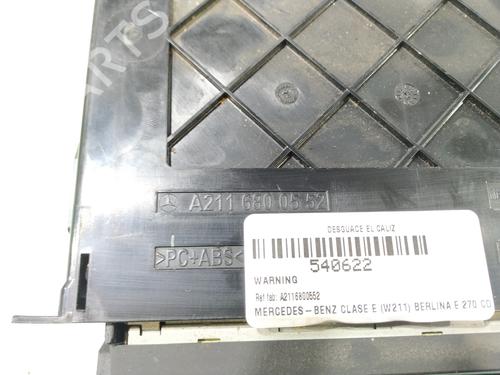 A211 680 05 52
>PC+ABS<
DESGUACE EL CALIZ
540622
WARNING
Ref fab: A2116800552
MERCEDES-BENZ CLASE E (W211) BERLINA E 270 CD